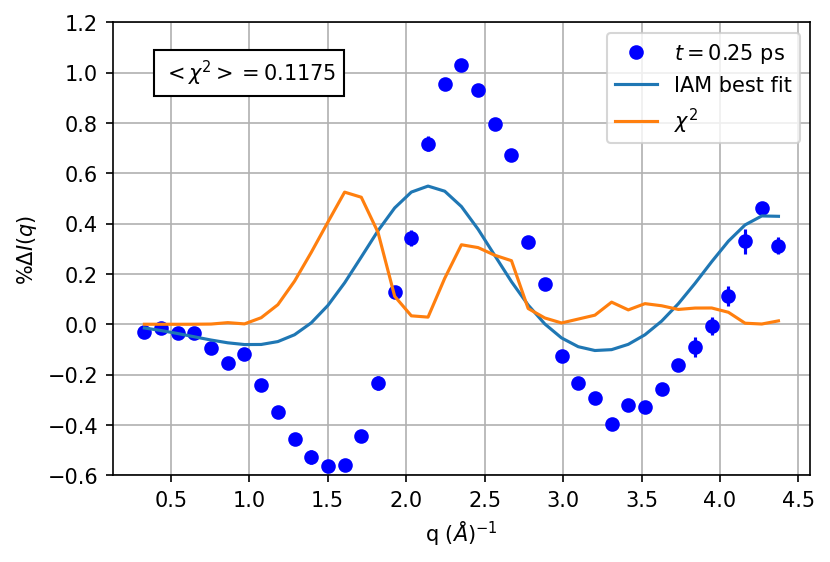 1.2
1.0
0.8
0.6
0.4
0.2
0.0
−0.2
−0.4
−0.6
%ΔI(q)
< χ² > = 0.1175
t = 0.25 ps
IAM best fit
χ²
0.5 1.0 1.5 2.0 2.5 3.0 3.5 4.0 4.5
q (Å)⁻¹